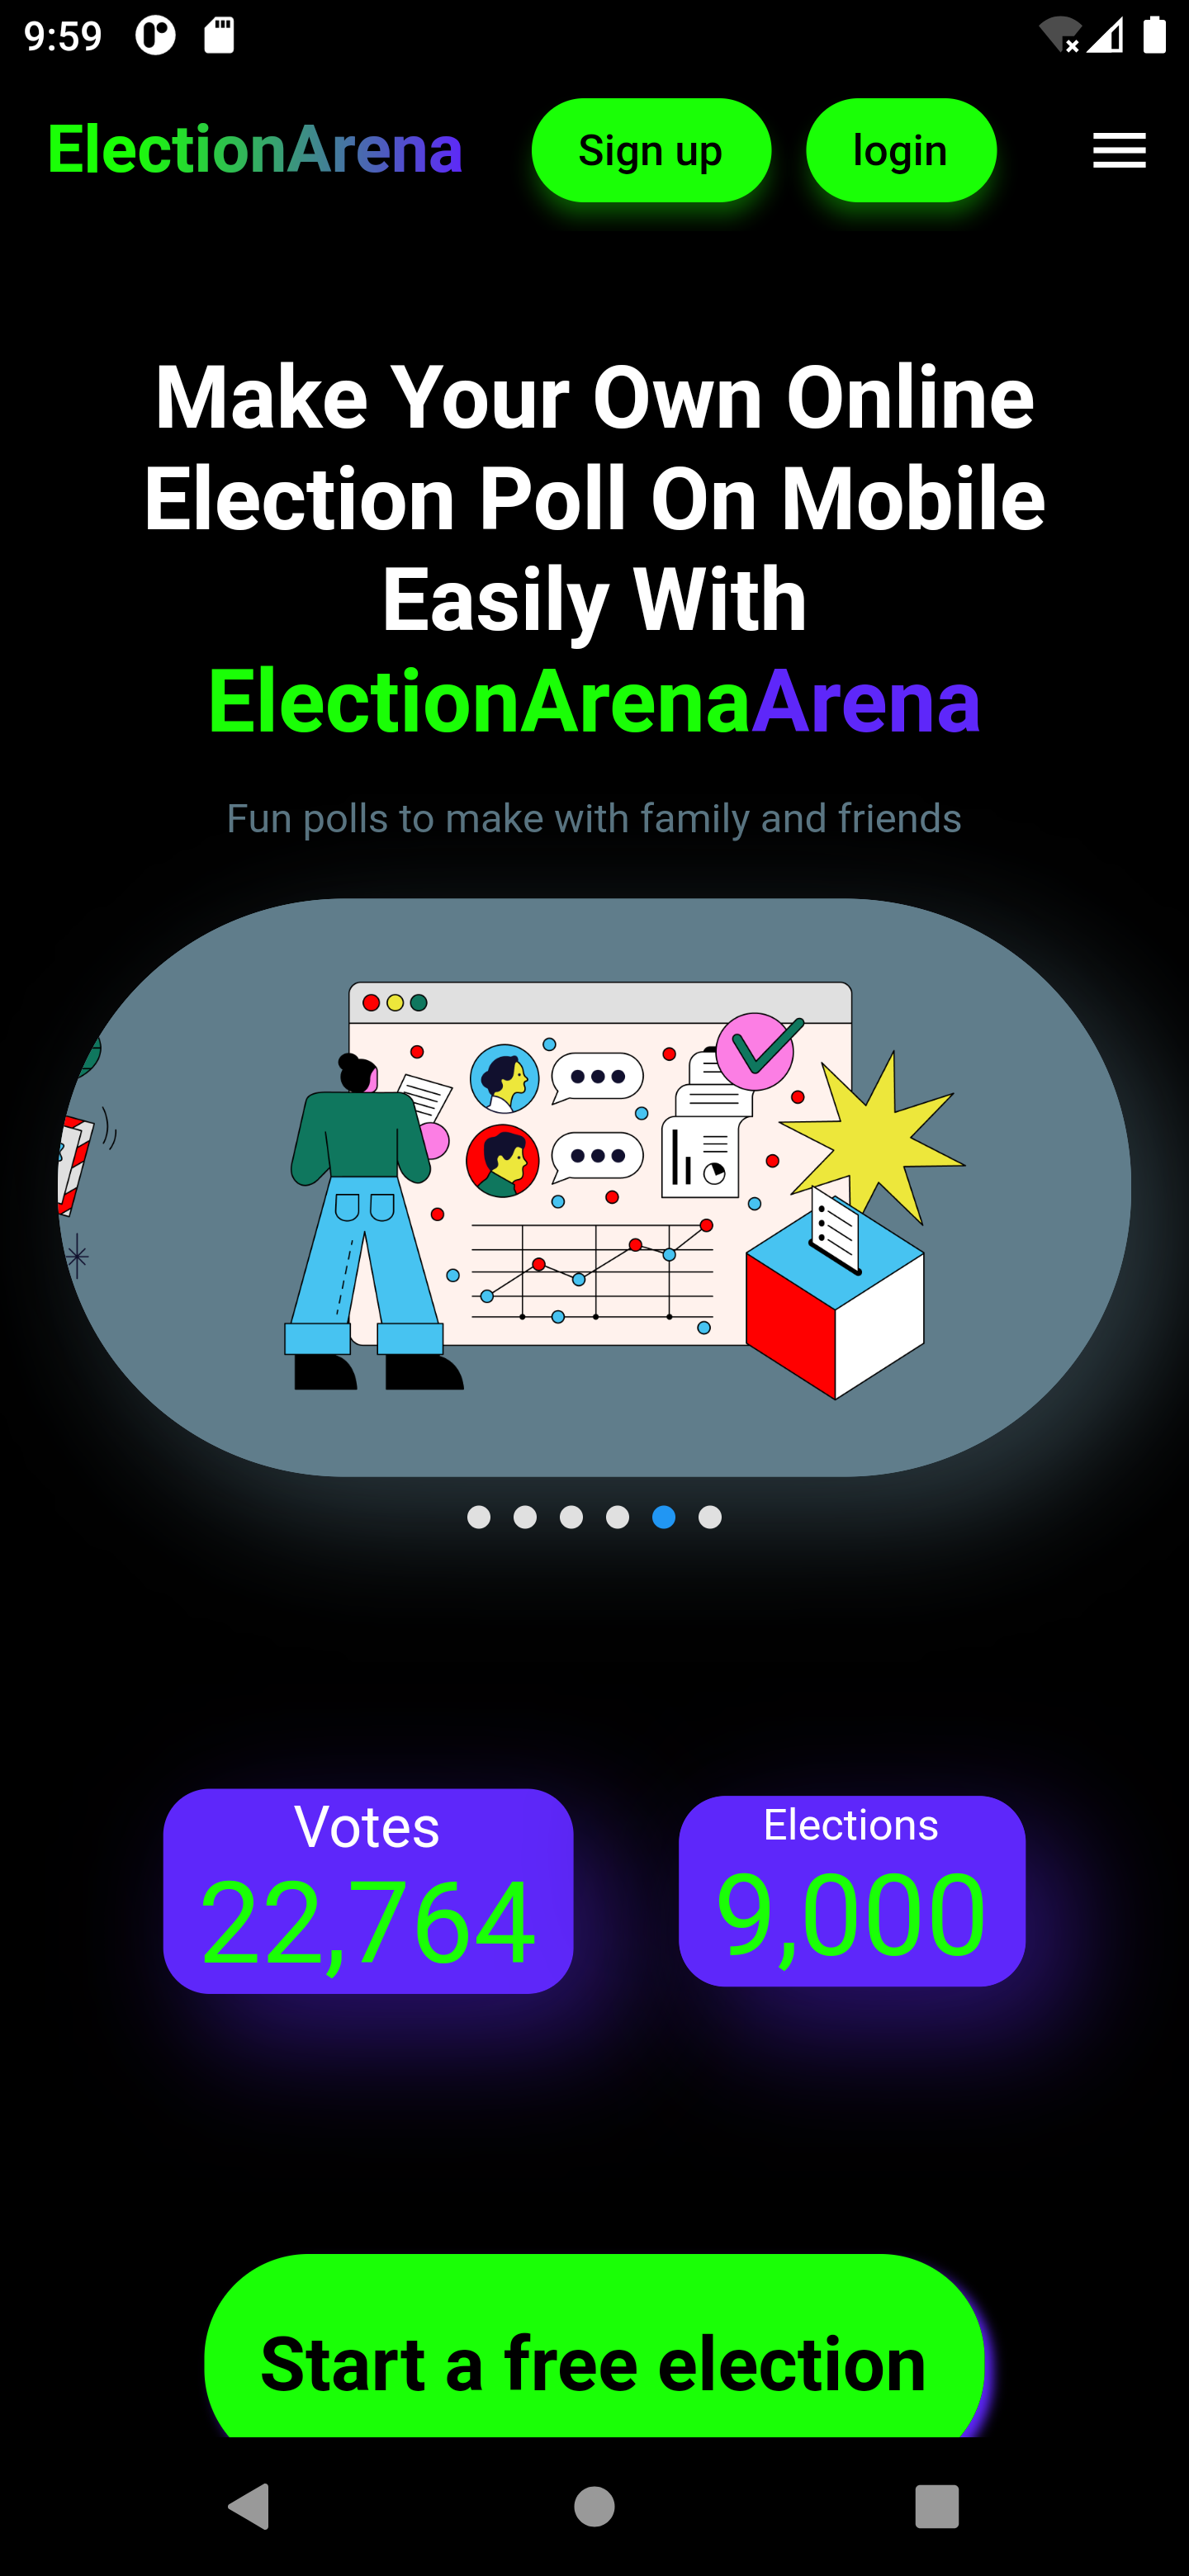 9:59
ElectionArena
Sign up
login
Make Your Own Online
Election Poll On Mobile
Easily With
ElectionArenaArena
Fun polls to make with family and friends
Votes
22,764
Elections
9,000
Start a free election